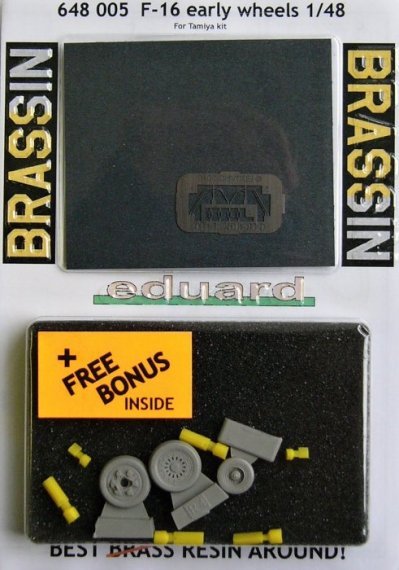 648 005 F-16 early wheels 1/48
For Tamiya kit
BRASSIN
BRASSIN
eduard
+
FREE
BONUS
INSIDE
BEST BRASS RESIN AROUND!